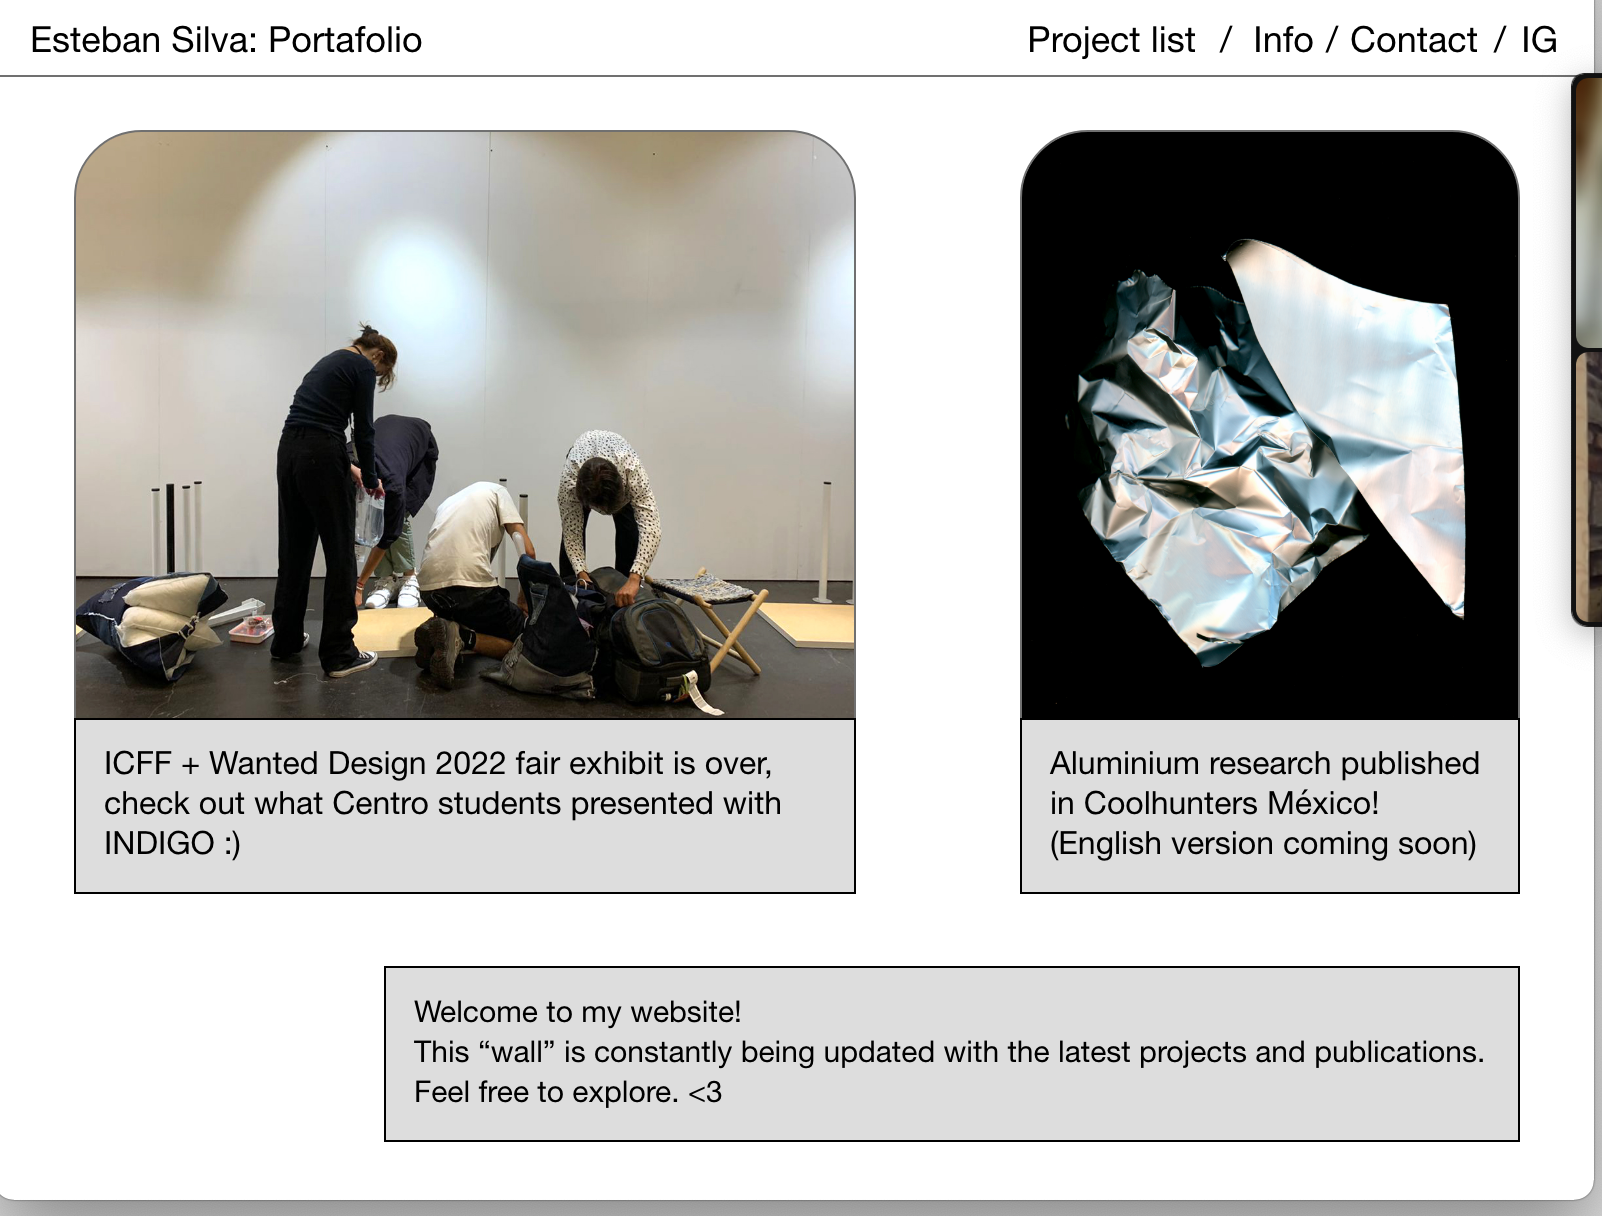 Esteban Silva: Portafolio
Project list / Info / Contact / IG
ICFF + Wanted Design 2022 fair exhibit is over,
check out what Centro students presented with
INDIGO :)
Aluminium research published
in Coolhunters México!
(English version coming soon)
Welcome to my website!
This “wall” is constantly being updated with the latest projects and publications.
Feel free to explore. <3